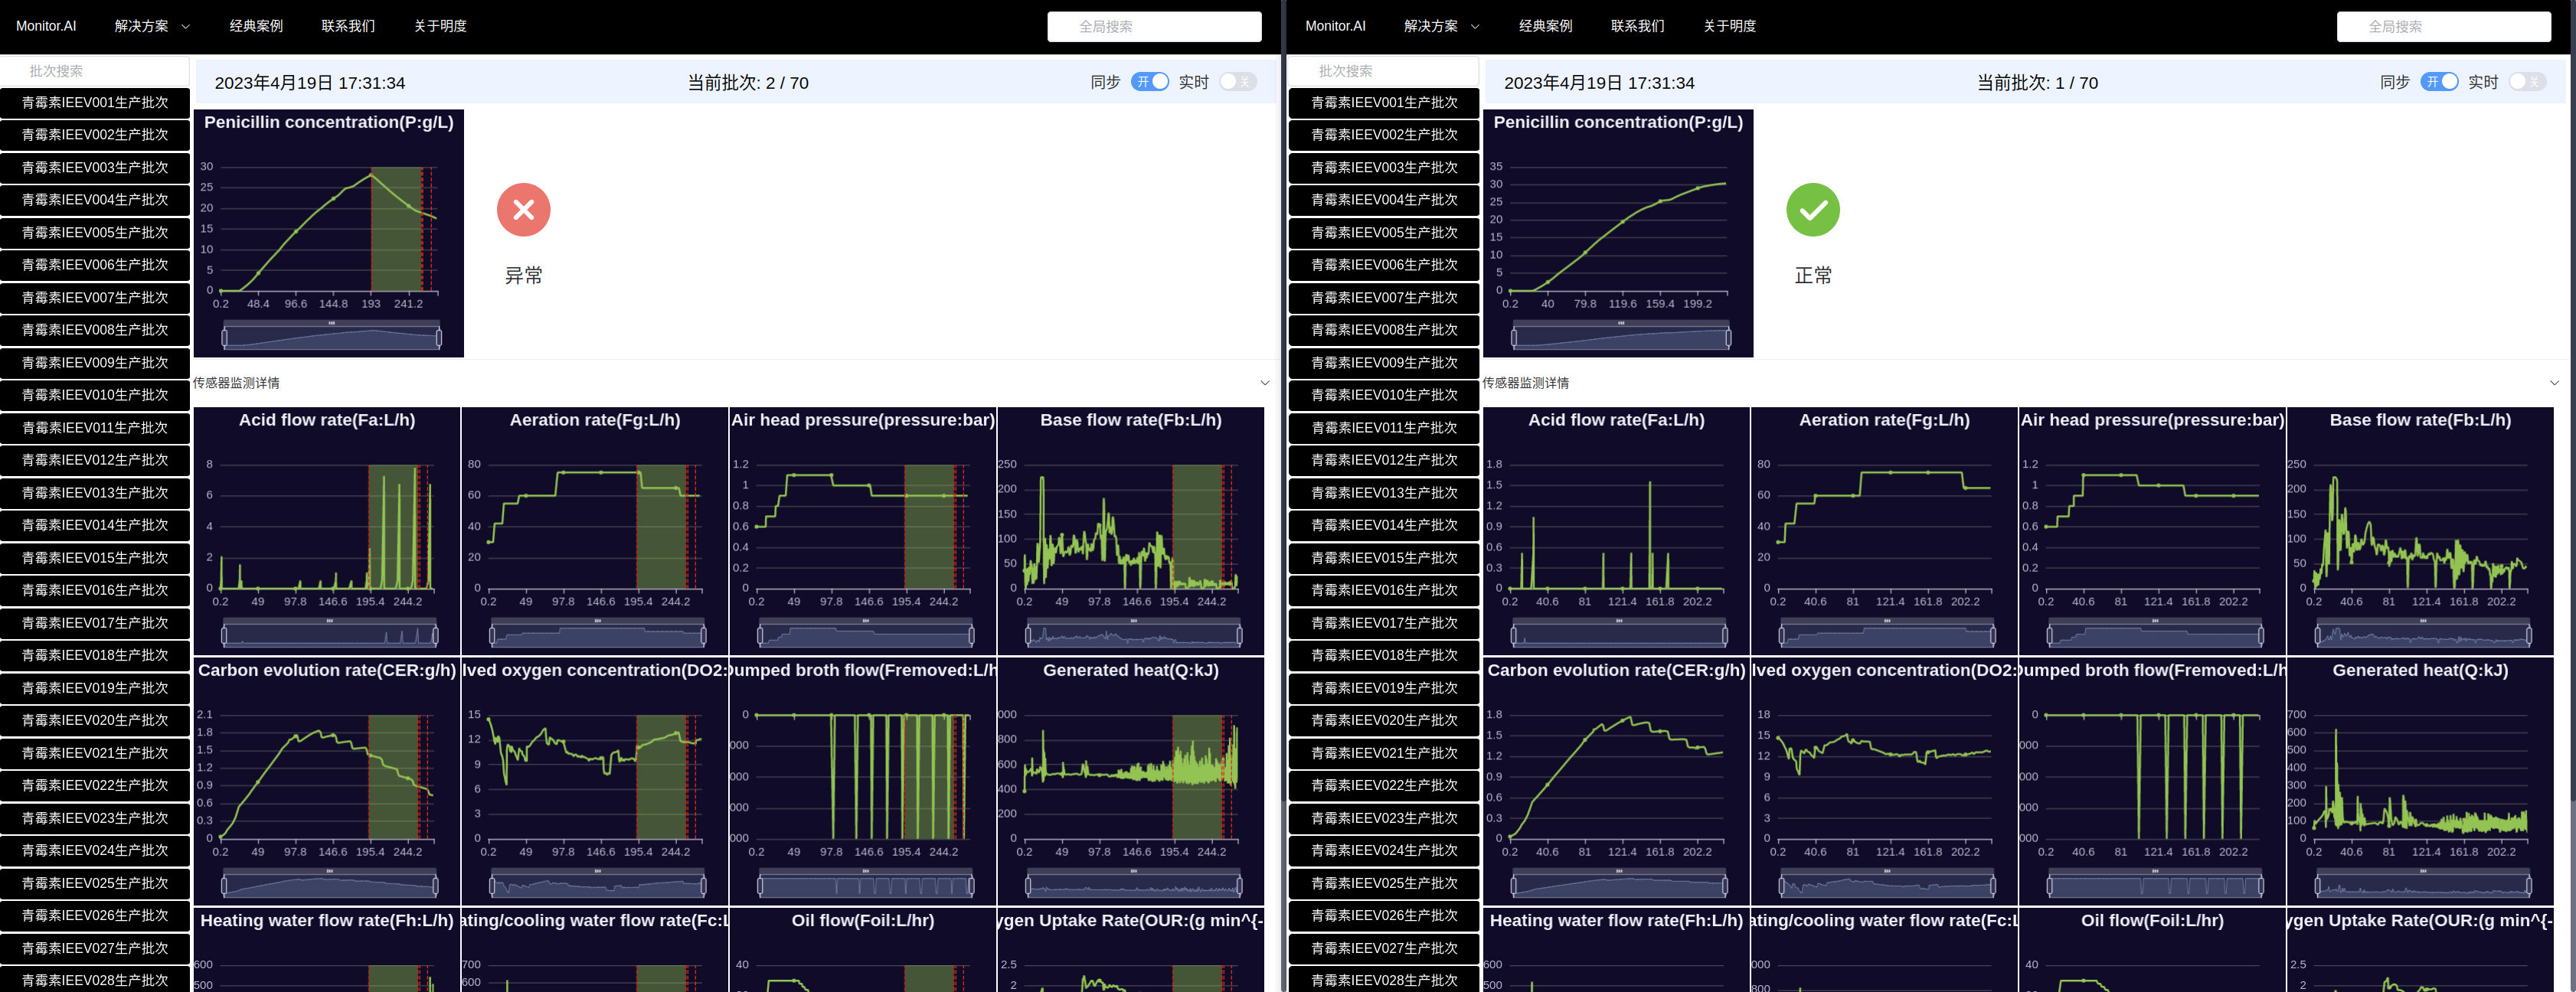 Monitor.AI 解决方案 经典案例 联系我们 关于明度 全局搜索
批次搜索
2023年4月19日 17:31:34 当前批次: 2 / 70 同步 开 实时 关
青霉素IEEV001生产批次
青霉素IEEV002生产批次
青霉素IEEV003生产批次
青霉素IEEV004生产批次
青霉素IEEV005生产批次
青霉素IEEV006生产批次
青霉素IEEV007生产批次
青霉素IEEV008生产批次
青霉素IEEV009生产批次
青霉素IEEV010生产批次
青霉素IEEV011生产批次
青霉素IEEV012生产批次
青霉素IEEV013生产批次
青霉素IEEV014生产批次
青霉素IEEV015生产批次
青霉素IEEV016生产批次
青霉素IEEV017生产批次
青霉素IEEV018生产批次
青霉素IEEV019生产批次
青霉素IEEV020生产批次
青霉素IEEV021生产批次
青霉素IEEV022生产批次
青霉素IEEV023生产批次
青霉素IEEV024生产批次
青霉素IEEV025生产批次
青霉素IEEV026生产批次
青霉素IEEV027生产批次
青霉素IEEV028生产批次
Penicillin concentration(P:g/L)
30
25
20
15
10
5
0
0.2 48.4 96.6 144.8 193 241.2
异常
传感器监测详情
Acid flow rate(Fa:L/h)
8
6
4
2
0
0.2 49 97.8 146.6 195.4 244.2
Aeration rate(Fg:L/h)
80
60
40
20
0
0.2 49 97.8 146.6 195.4 244.2
Air head pressure(pressure:bar)
1.2
1
0.8
0.6
0.4
0.2
0
0.2 49 97.8 146.6 195.4 244.2
Base flow rate(Fb:L/h)
250
200
150
100
50
0
0.2 49 97.8 146.6 195.4 244.2
Carbon evolution rate(CER:g/h)
2.1
1.8
1.5
1.2
0.9
0.6
0.3
0
0.2 49 97.8 146.6 195.4 244.2
lved oxygen concentration(DO2:
15
12
9
6
3
0
0.2 49 97.8 146.6 195.4 244.2
umped broth flow(Fremoved:L/h
0
000
000
000
000
0.2 49 97.8 146.6 195.4 244.2
Generated heat(Q:kJ)
000
800
600
400
200
0
0.2 49 97.8 146.6 195.4 244.2
Heating water flow rate(Fh:L/h)
600
500
ating/cooling water flow rate(Fc:L
700
600
Oil flow(Foil:L/hr)
40
ygen Uptake Rate(OUR:(g min^{-
2.5
2
Monitor.AI 解决方案 经典案例 联系我们 关于明度 全局搜索
批次搜索
2023年4月19日 17:31:34 当前批次: 1 / 70 同步 开 实时 关
青霉素IEEV001生产批次
青霉素IEEV002生产批次
青霉素IEEV003生产批次
青霉素IEEV004生产批次
青霉素IEEV005生产批次
青霉素IEEV006生产批次
青霉素IEEV007生产批次
青霉素IEEV008生产批次
青霉素IEEV009生产批次
青霉素IEEV010生产批次
青霉素IEEV011生产批次
青霉素IEEV012生产批次
青霉素IEEV013生产批次
青霉素IEEV014生产批次
青霉素IEEV015生产批次
青霉素IEEV016生产批次
青霉素IEEV017生产批次
青霉素IEEV018生产批次
青霉素IEEV019生产批次
青霉素IEEV020生产批次
青霉素IEEV021生产批次
青霉素IEEV022生产批次
青霉素IEEV023生产批次
青霉素IEEV024生产批次
青霉素IEEV025生产批次
青霉素IEEV026生产批次
青霉素IEEV027生产批次
青霉素IEEV028生产批次
Penicillin concentration(P:g/L)
35
30
25
20
15
10
5
0
0.2 40 79.8 119.6 159.4 199.2
正常
传感器监测详情
Acid flow rate(Fa:L/h)
1.8
1.5
1.2
0.9
0.6
0.3
0
0.2 40.6 81 121.4 161.8 202.2
Aeration rate(Fg:L/h)
80
60
40
20
0
0.2 40.6 81 121.4 161.8 202.2
Air head pressure(pressure:bar)
1.2
1
0.8
0.6
0.4
0.2
0
0.2 40.6 81 121.4 161.8 202.2
Base flow rate(Fb:L/h)
250
200
150
100
50
0
0.2 40.6 81 121.4 161.8 202.2
Carbon evolution rate(CER:g/h)
1.8
1.5
1.2
0.9
0.6
0.3
0
0.2 40.6 81 121.4 161.8 202.2
lved oxygen concentration(DO2:
18
15
12
9
6
3
0
0.2 40.6 81 121.4 161.8 202.2
umped broth flow(Fremoved:L/h
0
000
000
000
000
0.2 40.6 81 121.4 161.8 202.2
Generated heat(Q:kJ)
700
600
500
400
300
200
100
0
0.2 40.6 81 121.4 161.8 202.2
Heating water flow rate(Fh:L/h)
600
500
ating/cooling water flow rate(Fc:L
000
800
Oil flow(Foil:L/hr)
40
ygen Uptake Rate(OUR:(g min^{-
2.5
2